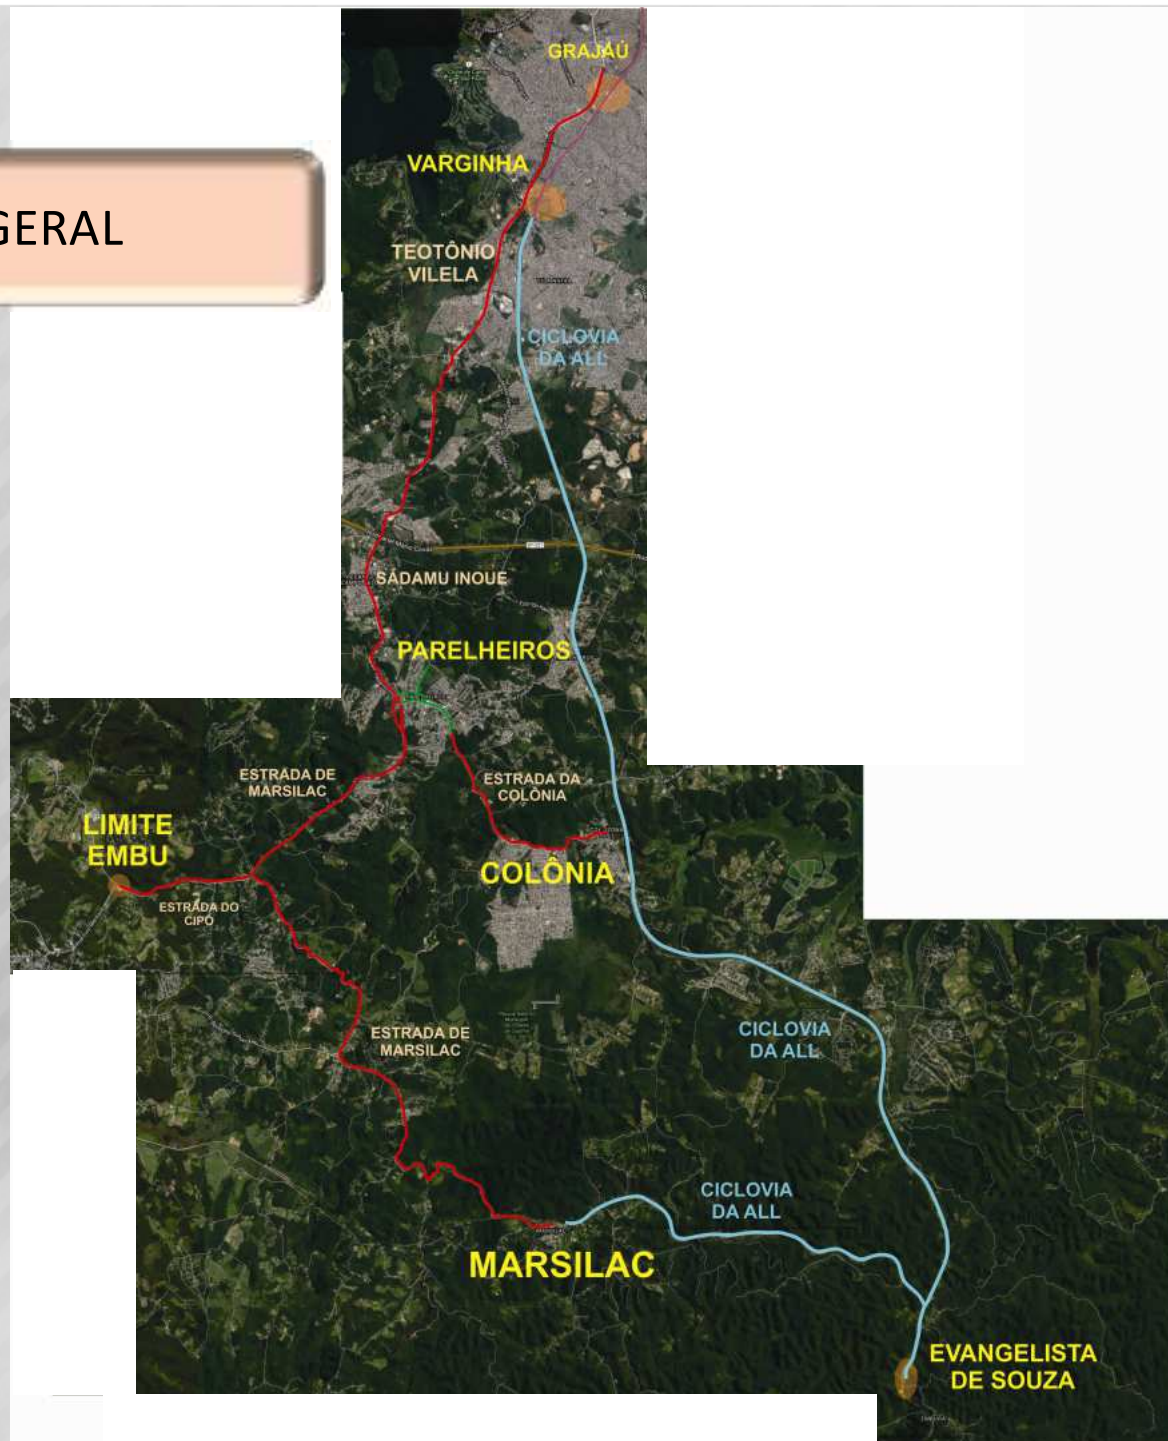 GRAJAÚ
VARGINHA
GERAL
TEOTÔNIO
VILELA
CICLOVIA
DA ALL
SADAMU INOUE
PARELHEIROS
ESTRADA DE
MARSILAC
ESTRADA DA
COLÔNIA
LIMITE
EMBU
COLÔNIA
ESTRADA DO
CIPÓ
ESTRADA DE
MARSILAC
CICLOVIA
DA ALL
CICLOVIA
DA ALL
MARSILAC
EVANGELISTA
DE SOUZA